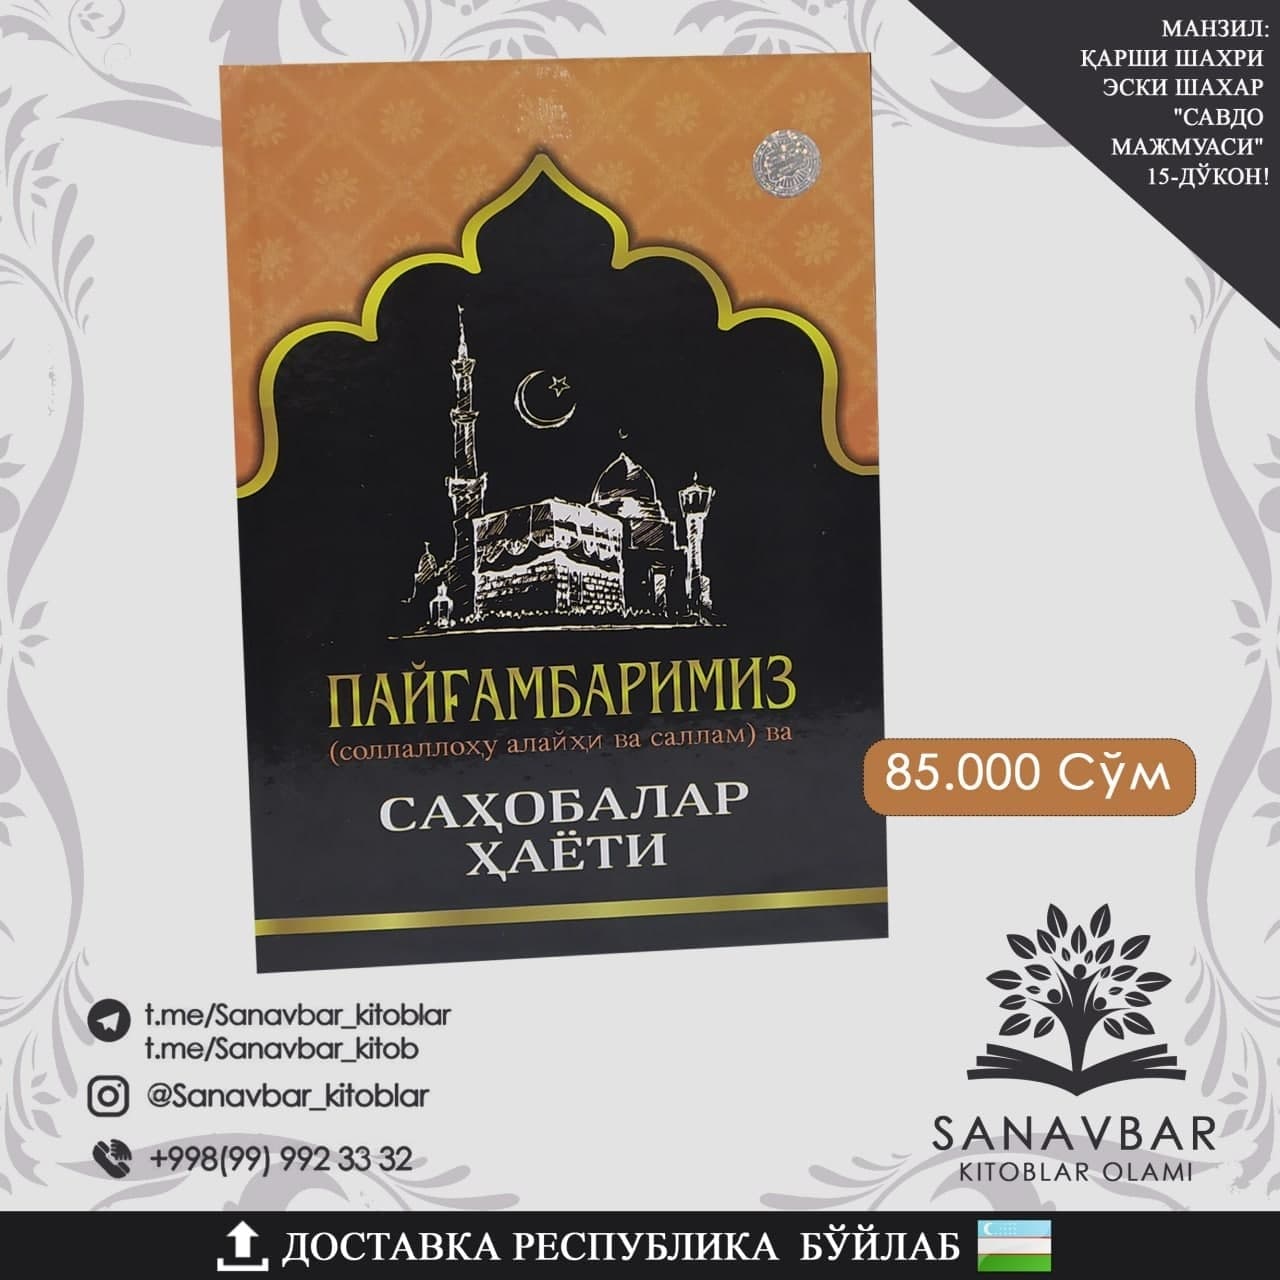 МАНЗИЛ:
ҚАРШИ ШАХРИ
ЭСКИ ШАХАР
"САВДО
МАЖМУАСИ"
15-ДЎКОН!
ПАЙҒАМБАРИМИЗ
(соллаллоҳу алайҳи ва саллам) ва
САҲОБАЛАР
ҲАЁТИ
85.000 Сўм
t.me/Sanavbar_kitoblar
t.me/Sanavbar_kitob
@Sanavbar_kitoblar
+998(99) 992 33 32
SANAVBAR
KITOBLAR OLAMI
ДОСТАВКА РЕСПУБЛИКА БЎЙЛАБ